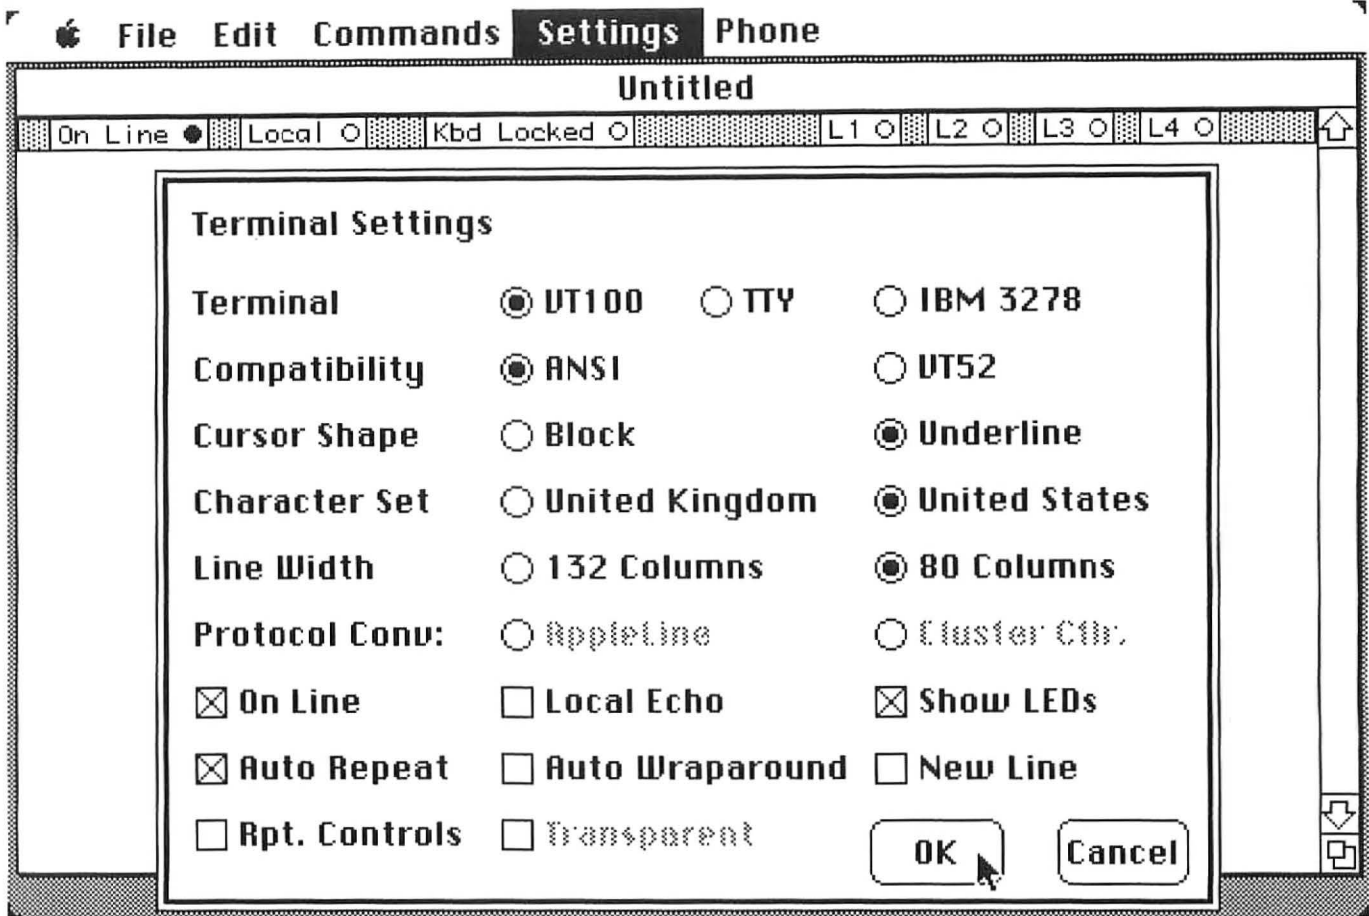 File Edit Commands Settings Phone
Untitled
On Line Local Kbd Locked L1 L2 L3 L4
Terminal Settings
Terminal VT100 TTY IBM 3278
Compatibility ANSI VT52
Cursor Shape Block Underline
Character Set United Kingdom United States
Line Width 132 Columns 80 Columns
Protocol Conv: AppleLine Cluster Ctlr.
On Line Local Echo Show LEDs
Auto Repeat Auto Wraparound New Line
Rpt. Controls Transparent
OK Cancel